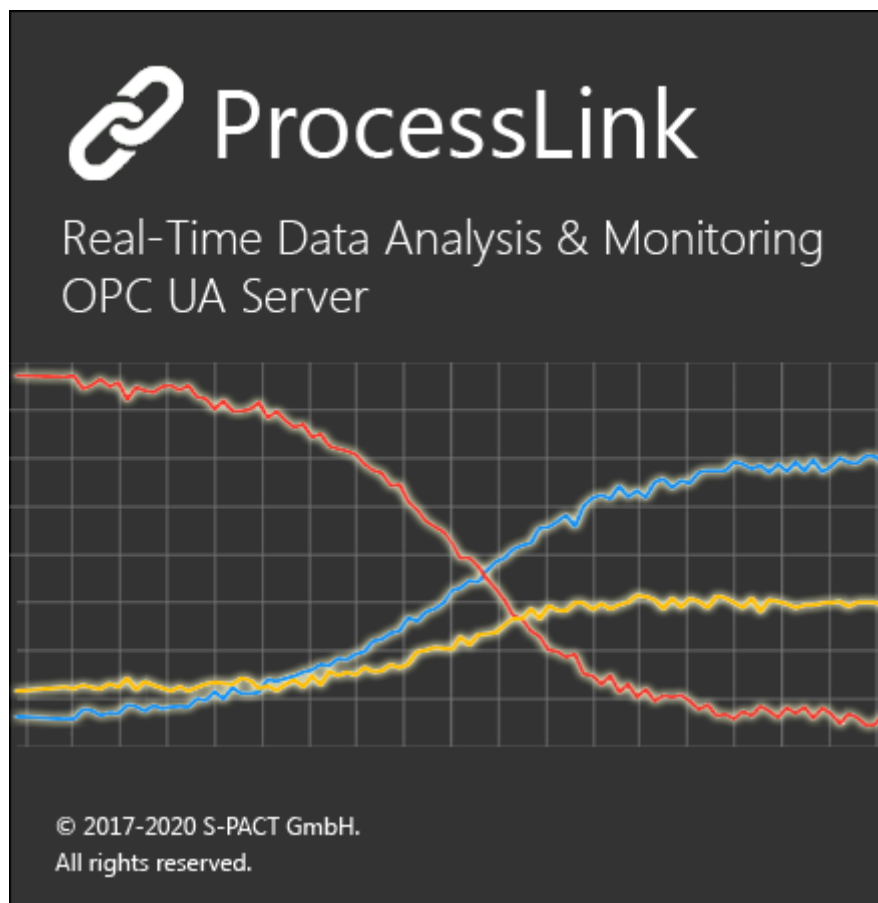 ProcessLink
Real-Time Data Analysis & Monitoring
OPC UA Server
© 2017-2020 S-PACT GmbH.
All rights reserved.